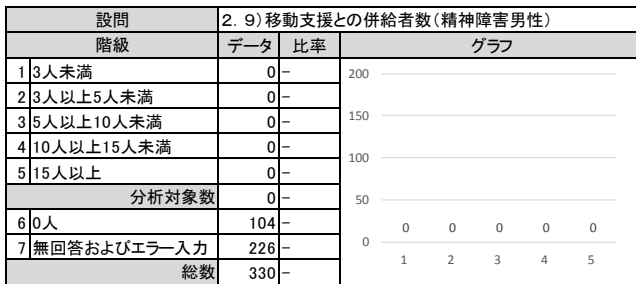 設問 2．9）移動支援との併給者数（精神障害男性）
階級 データ 比率 グラフ
1 3人未満 0 －
2 3人以上5人未満 0 －
3 5人以上10人未満 0 －
4 10人以上15人未満 0 －
5 15人以上 0 －
分析対象数 0 －
6 0人 104 －
7 無回答およびエラー入力 226 －
総数 330 －
200
150
100
50
0
0 0 0 0 0
1 2 3 4 5